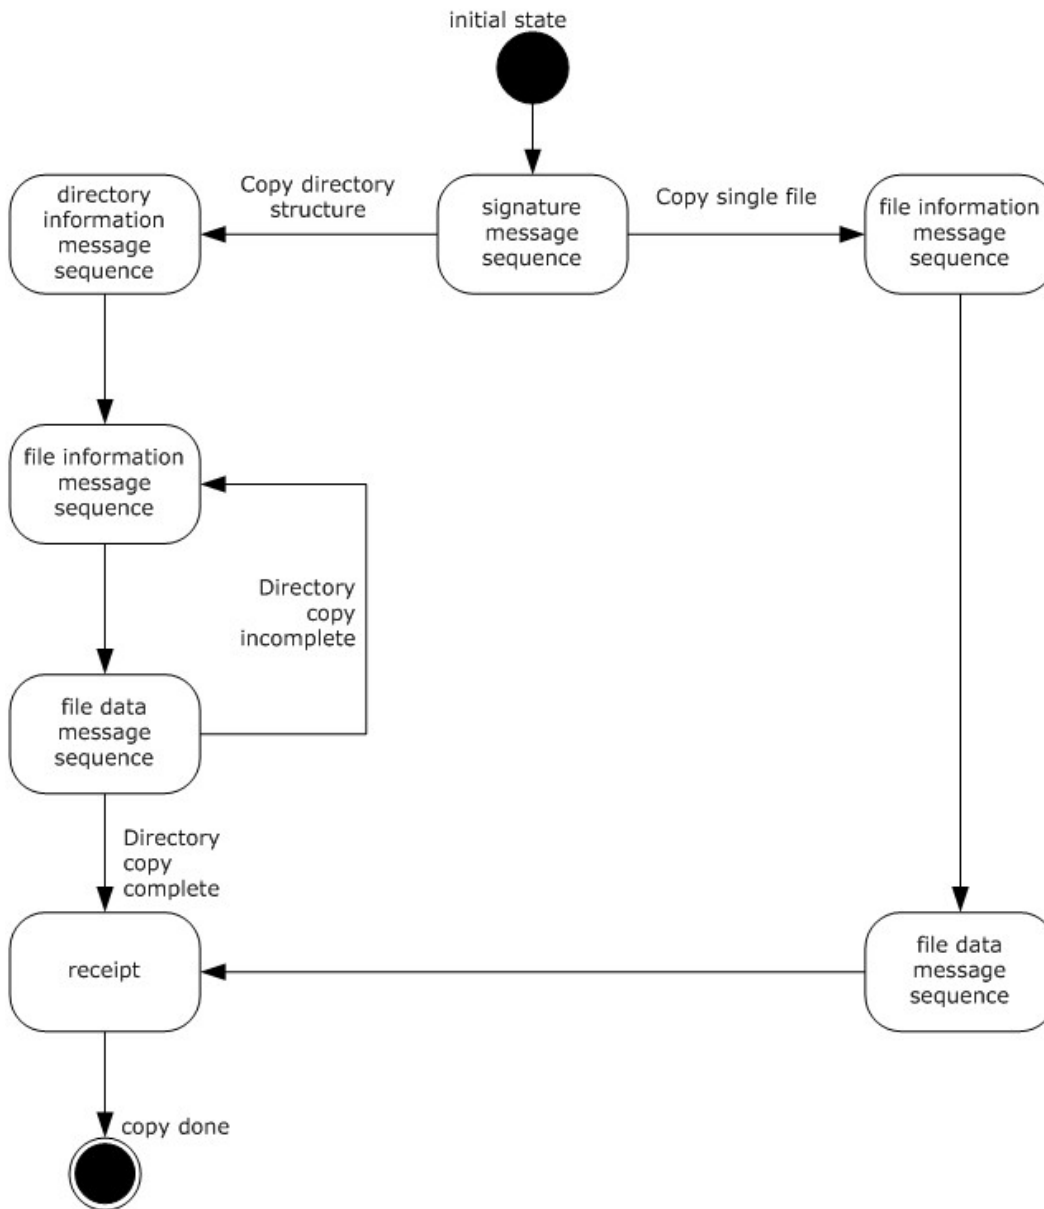 initial state
directory
information
message
sequence
Copy directory
structure
signature
message
sequence
Copy single file
file information
message
sequence
file information
message
sequence
Directory
copy
incomplete
file data
message
sequence
Directory
copy
complete
receipt
file data
message
sequence
copy done